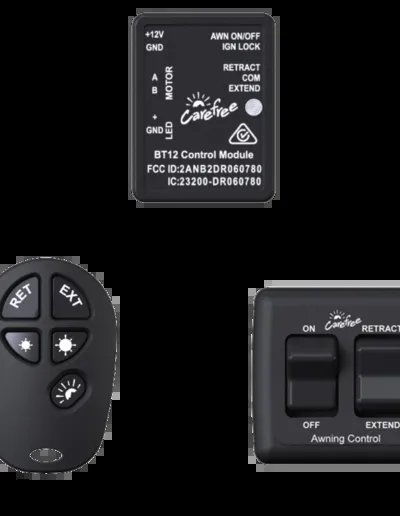 +12V
GND
AWN ON/OFF
IGN LOCK
RETRACT
COM
EXTEND
A
B
MOTOR
+
GND
LED
Carefree
BT12 Control Module
FCC ID:2ANB2DR060780
IC:23200-DR060780
RET
EXT
Carefree
ON
RETRACT
OFF
EXTEND
Awning Control